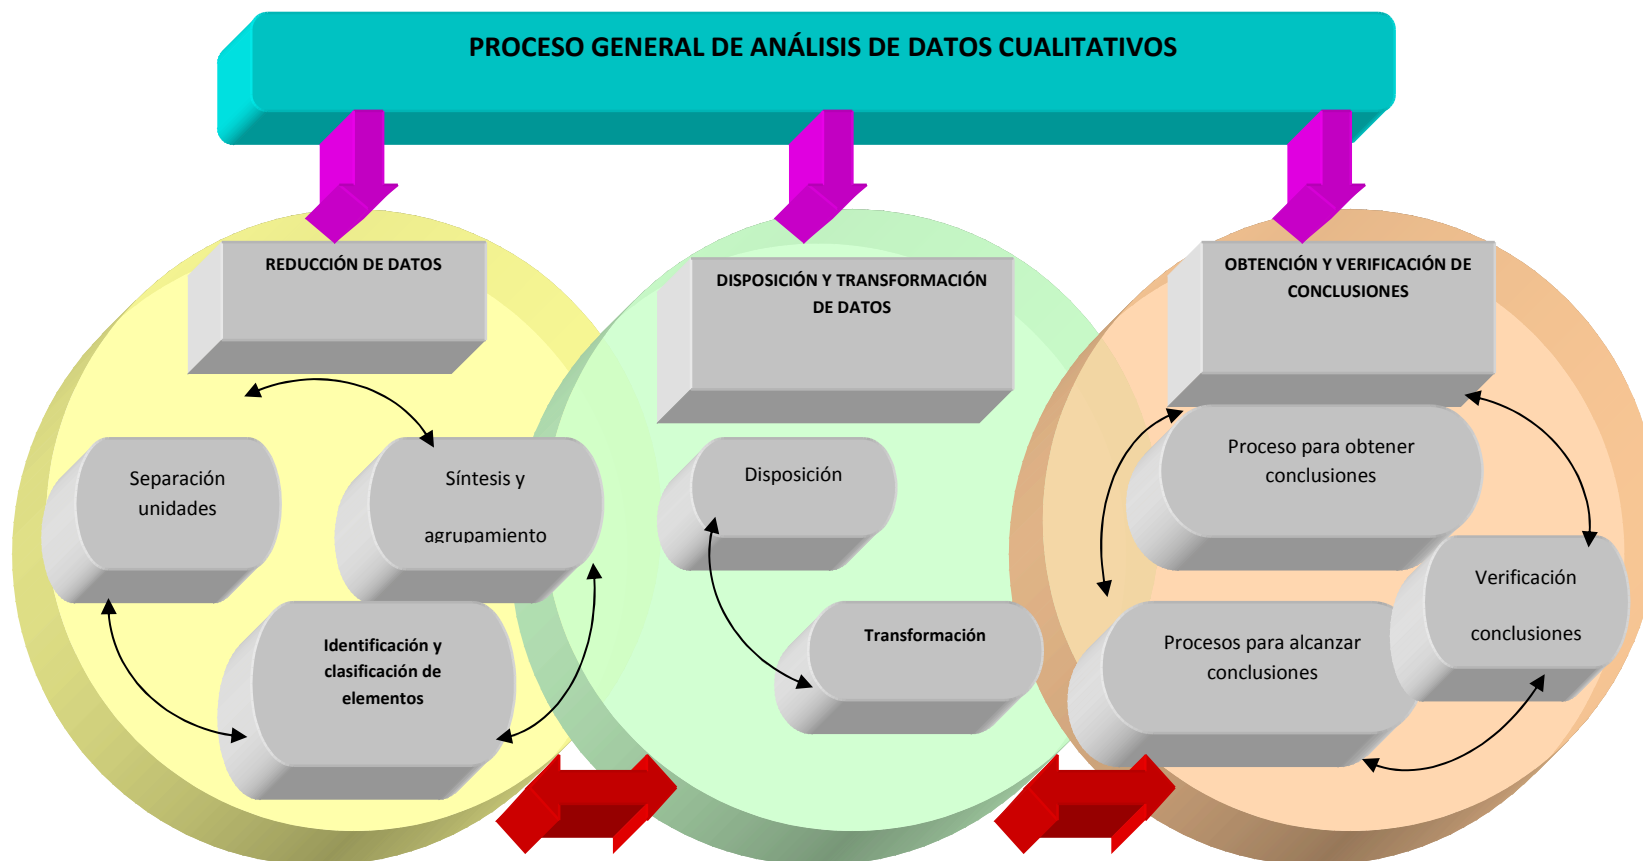 PROCESO GENERAL DE ANÁLISIS DE DATOS CUALITATIVOS
REDUCCIÓN DE DATOS
Separación
unidades
Síntesis y
agrupamiento
Identificación y
clasificación de
elementos
DISPOSICIÓN Y TRANSFORMACIÓN
DE DATOS
Disposición
Transformación
OBTENCIÓN Y VERIFICACIÓN DE
CONCLUSIONES
Proceso para obtener
conclusiones
Verificación
conclusiones
Procesos para alcanzar
conclusiones